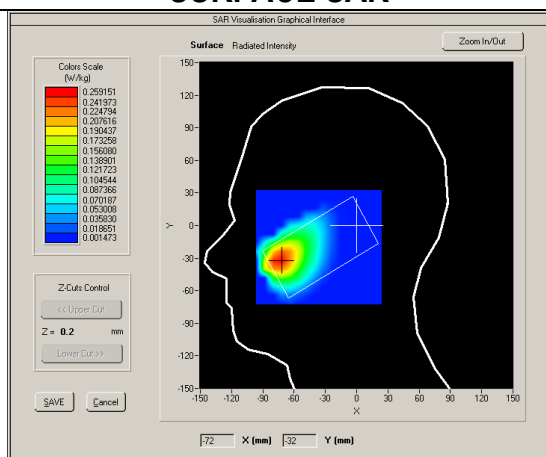 SURFACE SAR
SAR Visualisation Graphical Interface
Surface Radiated Intensity
Zoom In/Out
Colors Scale
(W/kg)
0.259151
0.241973
0.224794
0.207616
0.190437
0.173258
0.156080
0.138901
0.121723
0.104544
0.087366
0.070187
0.053008
0.035830
0.018651
0.001473
Z-Cuts Control
<< Upper Cut
Z = 0.2 mm
Lower Cut >>
SAVE Cancel
150
120
90
60
30
0
-30
-60
-90
-120
-150
Y
-150 -120 -90 -60 -30 0 30 60 90 120 150
X
-72 X (mm) -32 Y (mm)